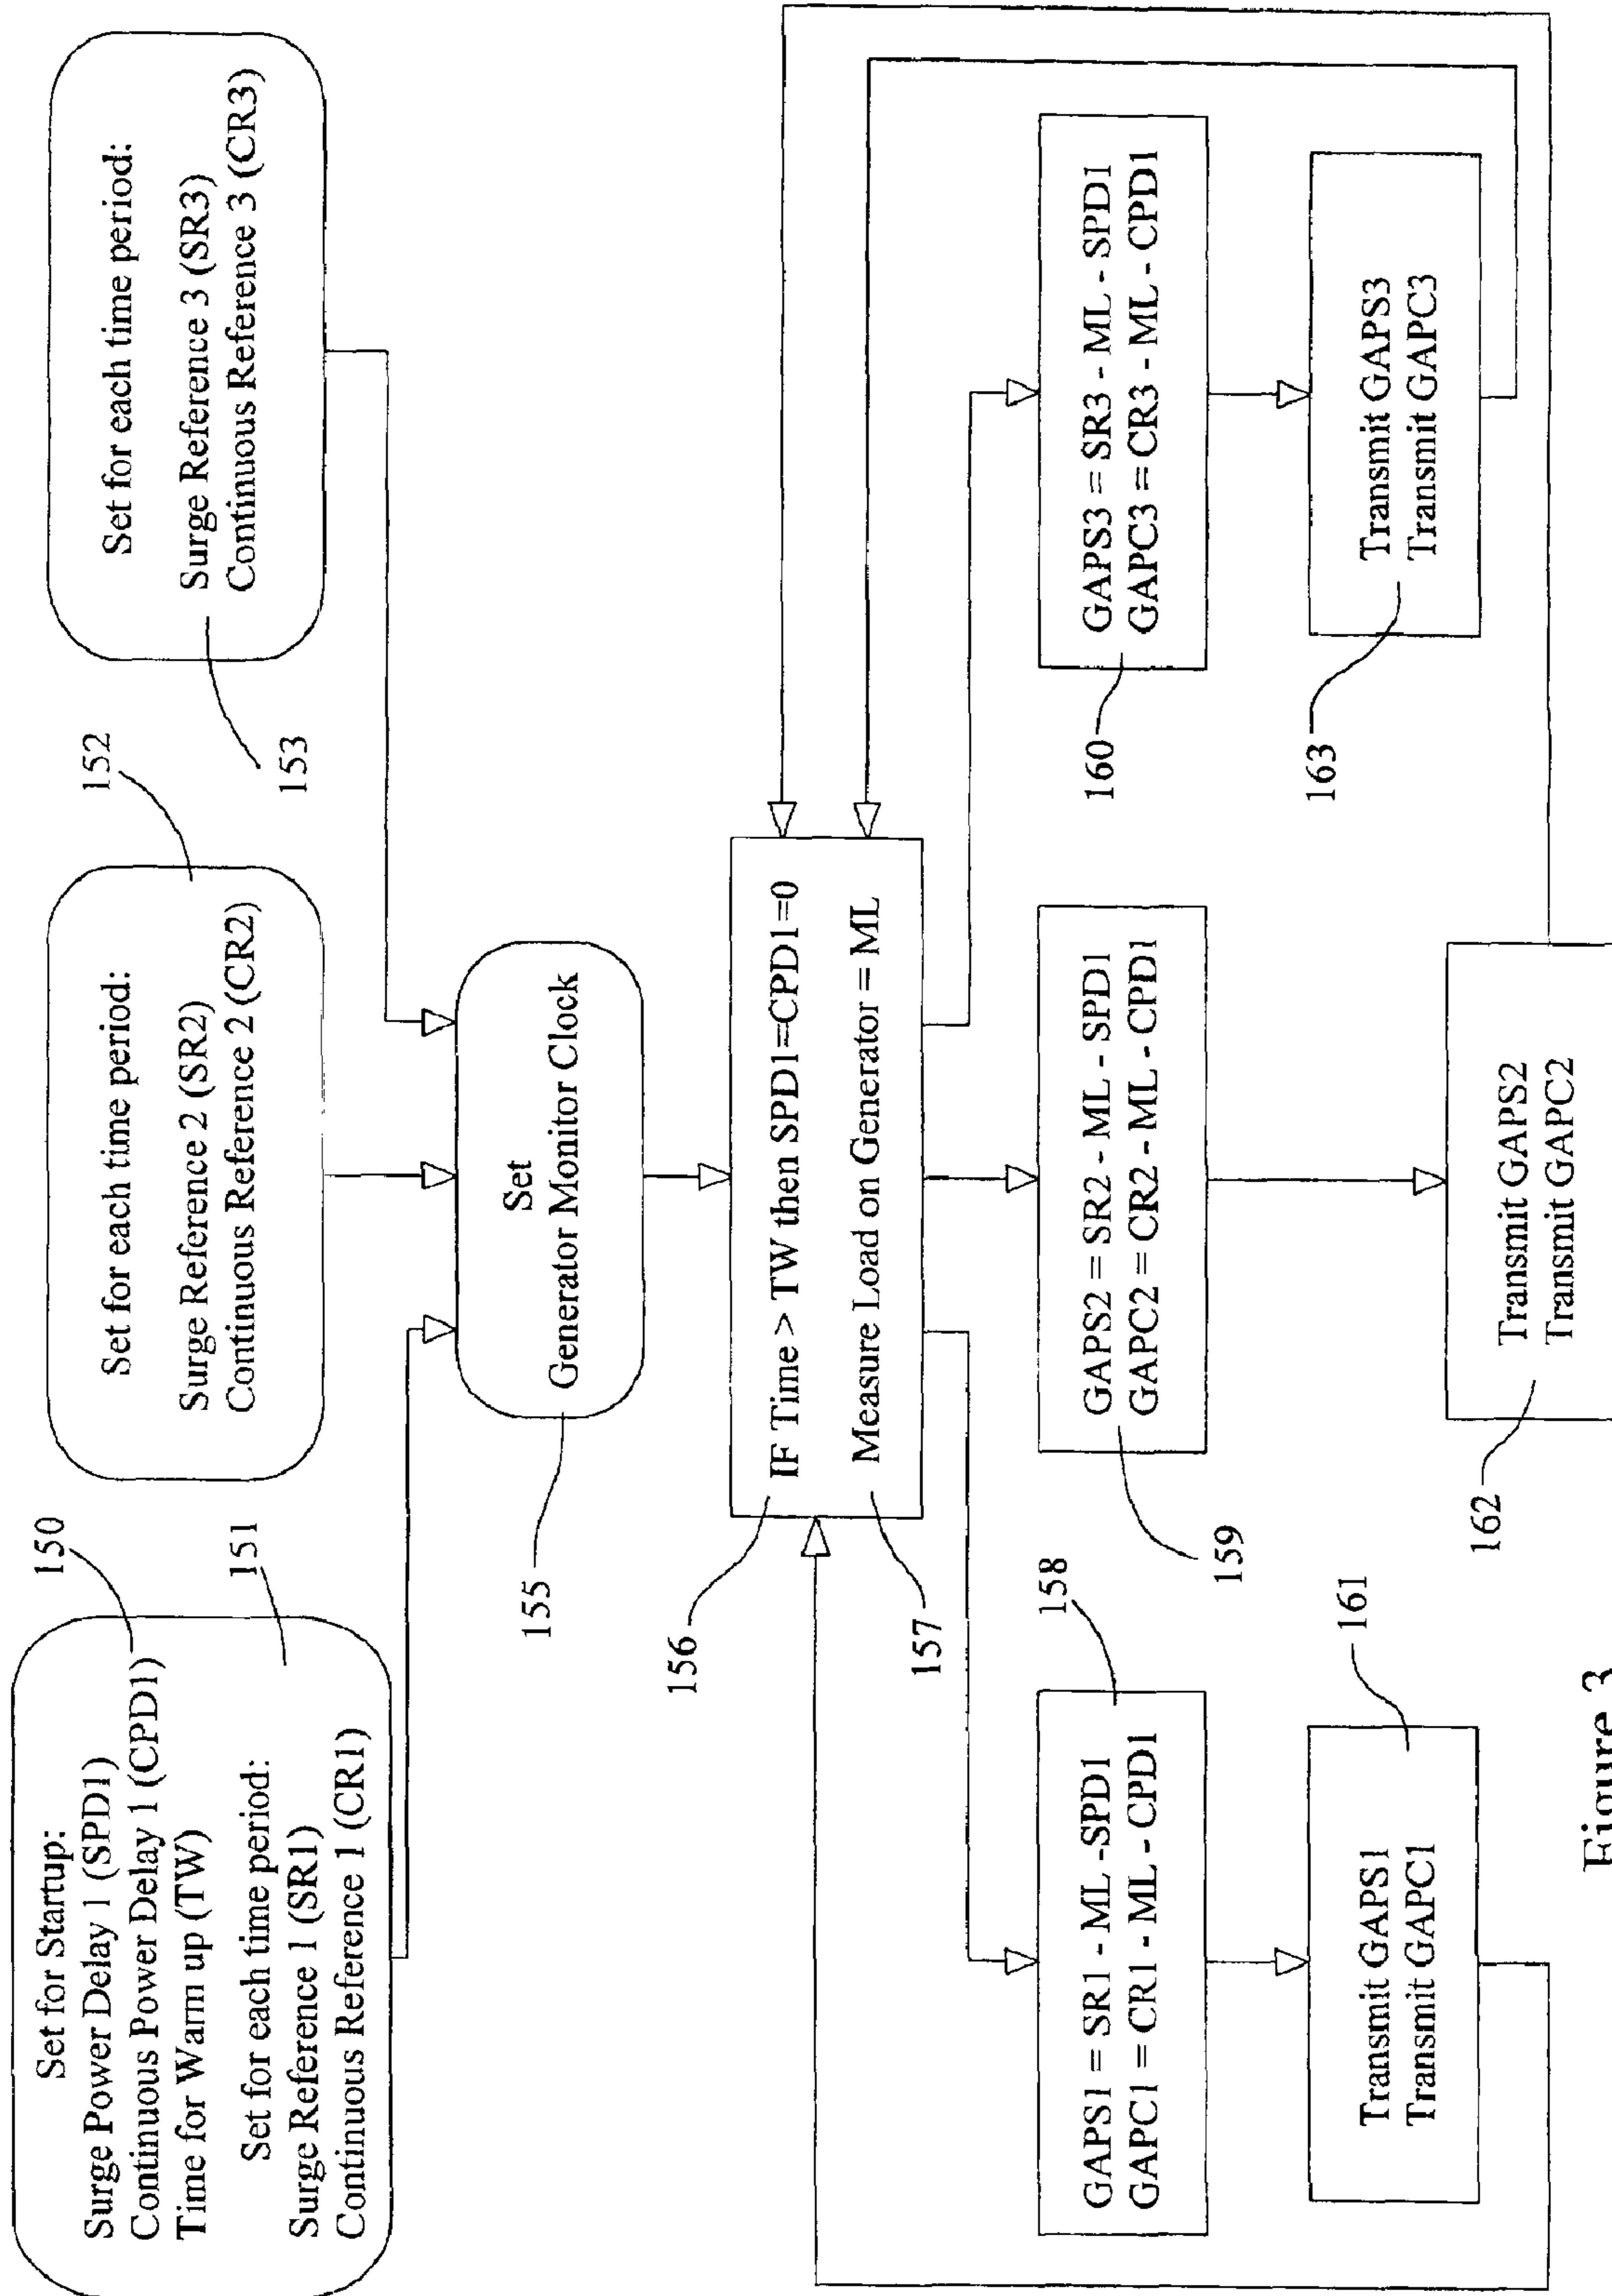 Set for Startup:
Surge Power Delay 1 (SPD1)
Continuous Power Delay 1 (CPD1)
Time for Warm up (TW)
Set for each time period:
Surge Reference 1 (SR1)
Continuous Reference 1 (CR1)
150
151
Set for each time period:
Surge Reference 2 (SR2)
Continuous Reference 2 (CR2)
152
Set for each time period:
Surge Reference 3 (SR3)
Continuous Reference 3 (CR3)
153
Set
Generator Monitor Clock
155
IF Time > TW then SPD1=CPD1=0
Measure Load on Generator = ML
156
157
GAPS1 = SR1 - ML -SPD1
GAPC1 = CR1 - ML - CPD1
158
GAPS2 = SR2 - ML - SPD1
GAPC2 = CR2 - ML - CPD1
159
GAPS3 = SR3 - ML - SPD1
GAPC3 = CR3 - ML - CPD1
160
Transmit GAPS1
Transmit GAPC1
161
Transmit GAPS2
Transmit GAPC2
162
Transmit GAPS3
Transmit GAPC3
163
Figure 3